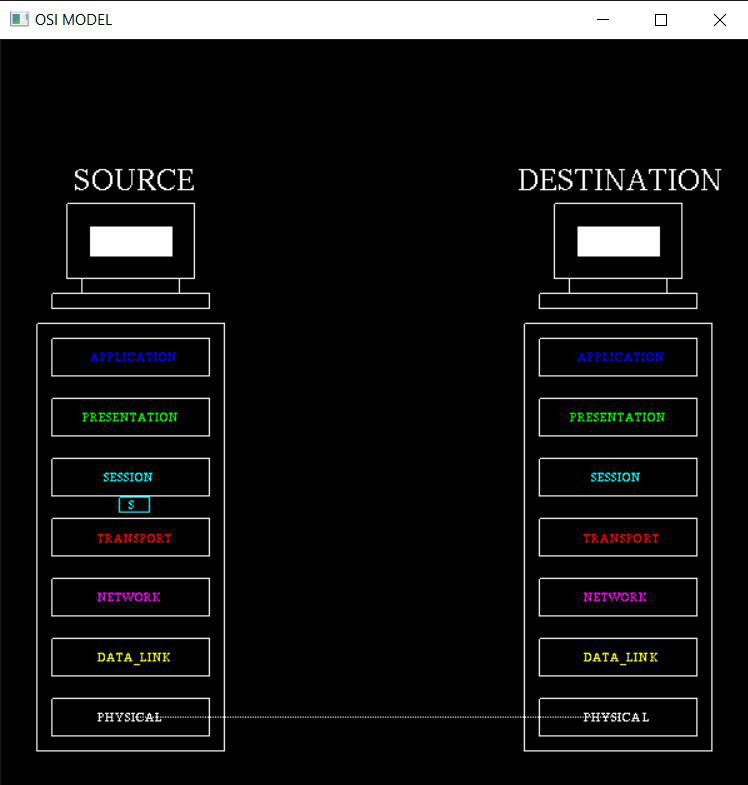 OSI MODEL
SOURCE
DESTINATION
APPLICATION
APPLICATION
PRESENTATION
PRESENTATION
SESSION
SESSION
S
TRANSPORT
TRANSPORT
NETWORK
NETWORK
DATA_LINK
DATA_LINK
PHYSICAL
PHYSICAL